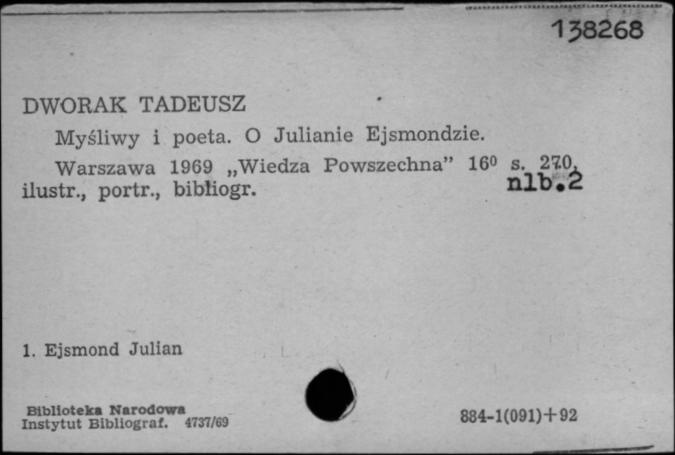 138268
DWORAK TADEUSZ
Myśliwy i poeta. O Julianie Ejsmondzie.
Warszawa 1969 „Wiedza Powszechna” 16⁰ s. 270,
nlb.2
ilustr., portr., bibliogr.
1. Ejsmond Julian
Biblioteka Narodowa
Instytut Bibliograf. 4737/69
884-1(091)+92